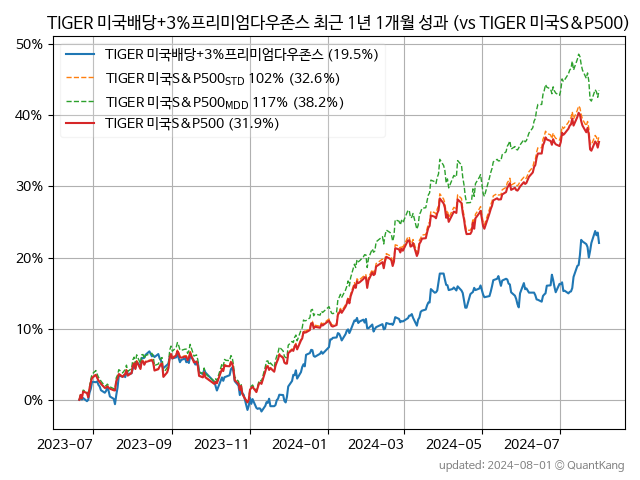 TIGER 미국배당+3%프리미엄다우존스 최근 1년 1개월 성과 (vs TIGER 미국S&P500)
50%
40%
30%
20%
10%
0%
TIGER 미국배당+3%프리미엄다우존스 (19.5%)
TIGER 미국S&P500STD 102% (32.6%)
TIGER 미국S&P500MDD 117% (38.2%)
TIGER 미국S&P500 (31.9%)
2023-07 2023-09 2023-11 2024-01 2024-03 2024-05 2024-07
updated: 2024-08-01 © QuantKang